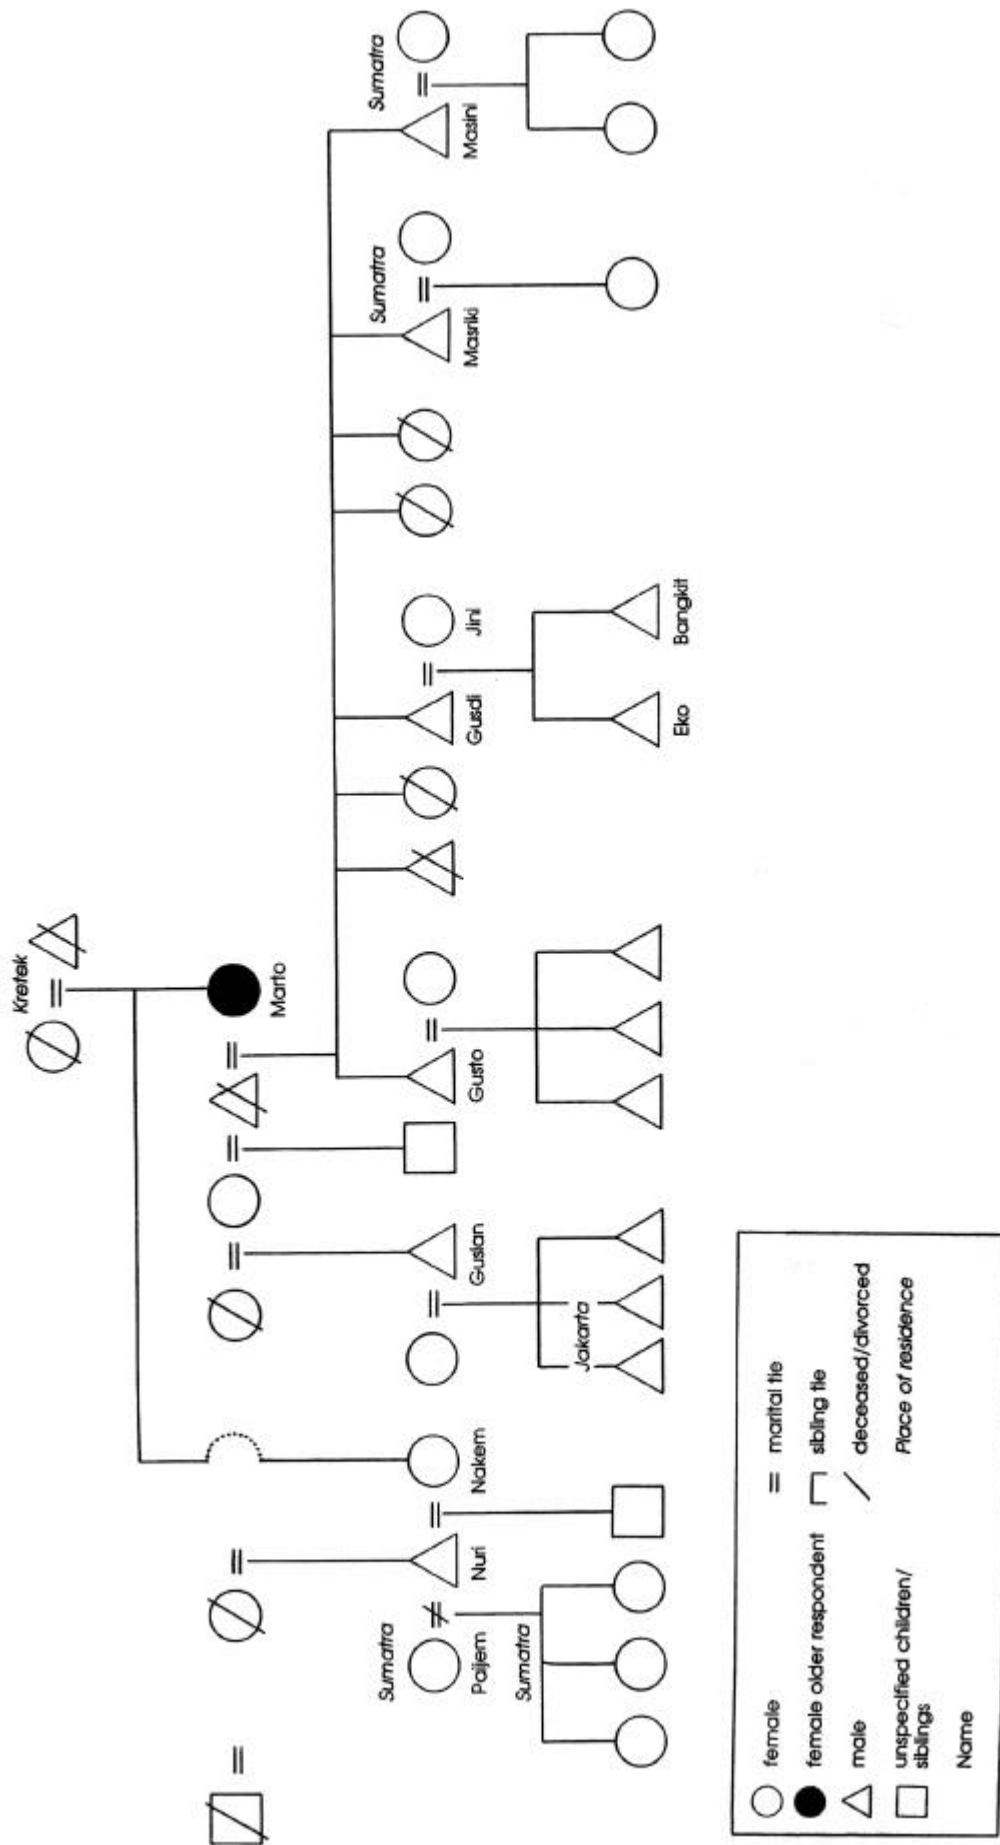 Kretek
Marto
Nuri
Nakem
Guslan
Gusto
Gusdi
Jini
Masriki
Sumatra
Masini
Sumatra
Sumatra
Paijem
Sumatra
Jakarta
Eko
Bangkit
female
= marital tie
female older respondent
sibling tie
male
/ deceased/divorced
unspecified children/
siblings
Place of residence
Name